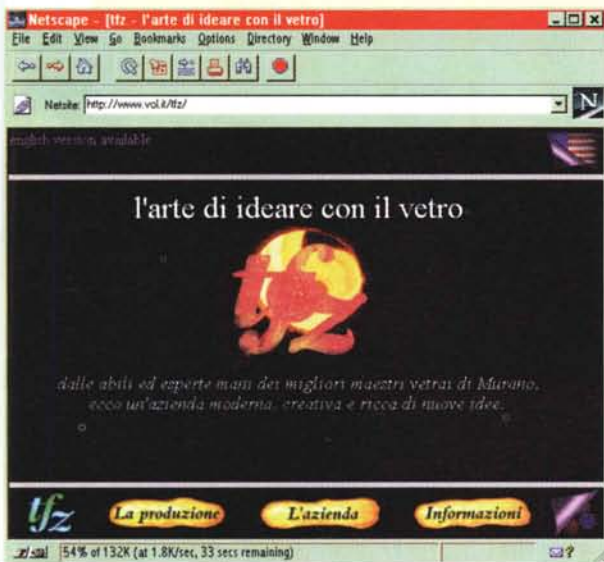 Netscape - [tfz - l'arte di ideare con il vetro]
File Edit View Go Bookmarks Options Directory Window Help
Netsite: http://www.vol.it/tfz/
N
english version available
l'arte di ideare con il vetro
tfz
dalle abili ed esperte mani dei migliori maestri vetrai di Murano,
ecco un'azienda moderna, creativa e ricca di nuove idee.
tfz La produzione L'azienda Informazioni
54% of 132K (at 1.8K/sec, 33 secs remaining)
?